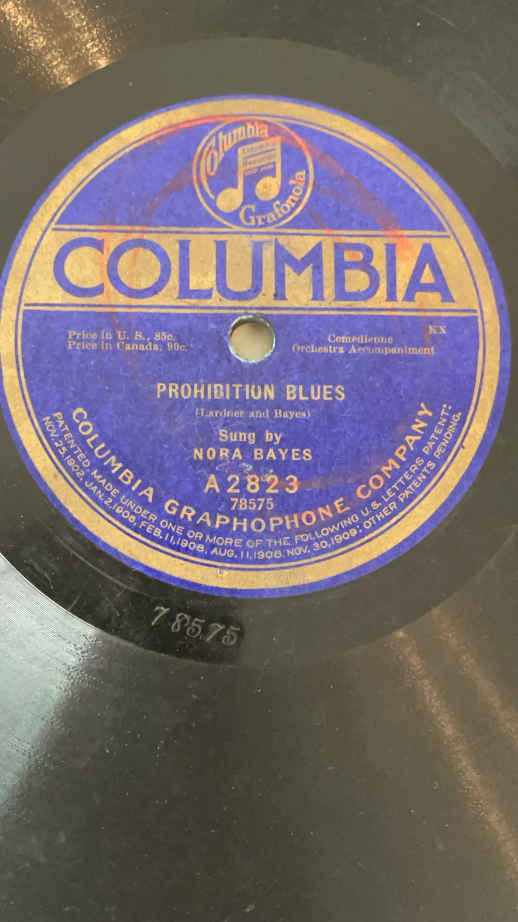 Columbia
Grafonola
COLUMBIA
Price in U. S., 85c.
Price in Canada, 90c.
KX
Comedienne
Orchestra Accompaniment
PROHIBITION BLUES
(Lardner and Bayes)
Sung by
NORA BAYES
A2823
78575
COLUMBIA GRAPHOPHONE COMPANY
PATENTED. MADE UNDER ONE OR MORE OF THE FOLLOWING U.S. LETTERS PATENT:
NOV.25,1902, JAN.2,1906, FEB.11,1908, AUG.11,1908, NOV.30,1909; OTHER PATENTS PENDING.
78575